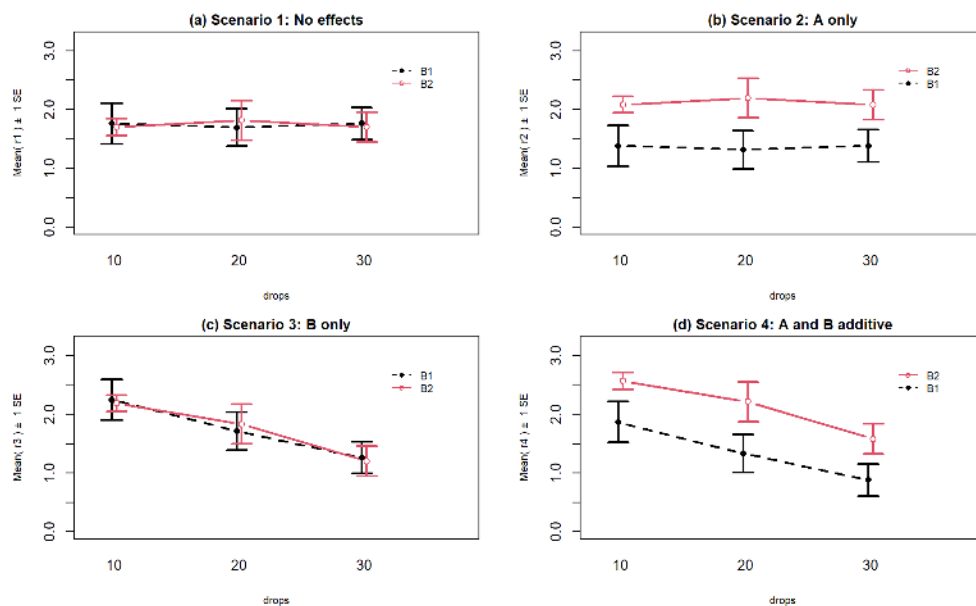 (a) Scenario 1: No effects
Mean( r1 ) ± 1 SE
3.0
2.0
1.0
0.0
B1
B2
10 20 30
drops
(b) Scenario 2: A only
Mean( r2 ) ± 1 SE
3.0
2.0
1.0
0.0
B2
B1
10 20 30
drops
(c) Scenario 3: B only
Mean( r3 ) ± 1 SE
3.0
2.0
1.0
0.0
B1
B2
10 20 30
drops
(d) Scenario 4: A and B additive
Mean( r4 ) ± 1 SE
3.0
2.0
1.0
0.0
B2
B1
10 20 30
drops